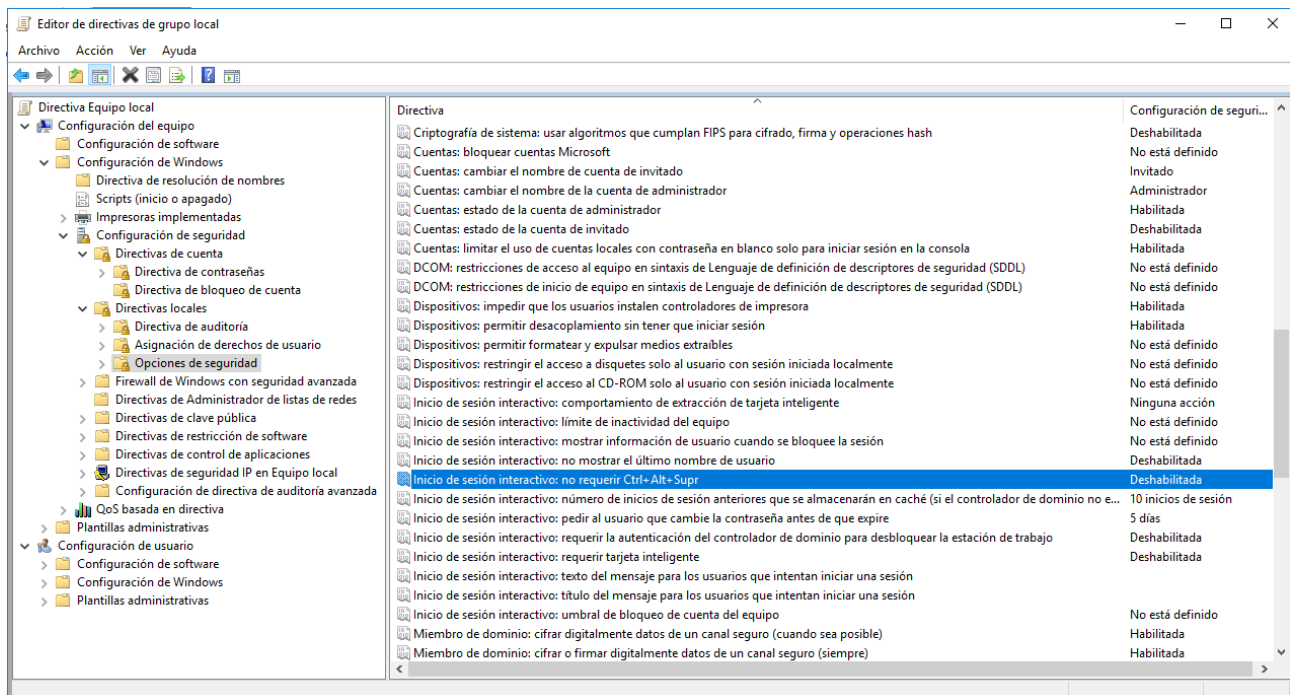 Editor de directivas de grupo local
Archivo Acción Ver Ayuda
Directiva Equipo local
Configuración del equipo
Configuración de software
Configuración de Windows
Directiva de resolución de nombres
Scripts (inicio o apagado)
Impresoras implementadas
Configuración de seguridad
Directivas de cuenta
Directiva de contraseñas
Directiva de bloqueo de cuenta
Directivas locales
Directiva de auditoría
Asignación de derechos de usuario
Opciones de seguridad
Firewall de Windows con seguridad avanzada
Directivas de Administrador de listas de redes
Directivas de clave pública
Directivas de restricción de software
Directivas de control de aplicaciones
Directivas de seguridad IP en Equipo local
Configuración de directiva de auditoría avanzada
QoS basada en directiva
Plantillas administrativas
Configuración de usuario
Configuración de software
Configuración de Windows
Plantillas administrativas
Directiva Configuración de seguri...
Criptografía de sistema: usar algoritmos que cumplan FIPS para cifrado, firma y operaciones hash Deshabilitada
Cuentas: bloquear cuentas Microsoft No está definido
Cuentas: cambiar el nombre de cuenta de invitado Invitado
Cuentas: cambiar el nombre de la cuenta de administrador Administrador
Cuentas: estado de la cuenta de administrador Habilitada
Cuentas: estado de la cuenta de invitado Deshabilitada
Cuentas: limitar el uso de cuentas locales con contraseña en blanco solo para iniciar sesión en la consola Habilitada
DCOM: restricciones de acceso al equipo en sintaxis de Lenguaje de definición de descriptores de seguridad (SDDL) No está definido
DCOM: restricciones de inicio de equipo en sintaxis de Lenguaje de definición de descriptores de seguridad (SDDL) No está definido
Dispositivos: impedir que los usuarios instalen controladores de impresora Habilitada
Dispositivos: permitir desacoplamiento sin tener que iniciar sesión Habilitada
Dispositivos: permitir formatear y expulsar medios extraíbles No está definido
Dispositivos: restringir el acceso a disquetes solo al usuario con sesión iniciada localmente No está definido
Dispositivos: restringir el acceso al CD-ROM solo al usuario con sesión iniciada localmente No está definido
Inicio de sesión interactivo: comportamiento de extracción de tarjeta inteligente Ninguna acción
Inicio de sesión interactivo: límite de inactividad del equipo No está definido
Inicio de sesión interactivo: mostrar información de usuario cuando se bloquee la sesión No está definido
Inicio de sesión interactivo: no mostrar el último nombre de usuario Deshabilitada
Inicio de sesión interactivo: no requerir Ctrl+Alt+Supr Deshabilitada
Inicio de sesión interactivo: número de inicios de sesión anteriores que se almacenarán en caché (si el controlador de dominio no e... 10 inicios de sesión
Inicio de sesión interactivo: pedir al usuario que cambie la contraseña antes de que expire 5 días
Inicio de sesión interactivo: requerir la autenticación del controlador de dominio para desbloquear la estación de trabajo Deshabilitada
Inicio de sesión interactivo: requerir tarjeta inteligente Deshabilitada
Inicio de sesión interactivo: texto del mensaje para los usuarios que intentan iniciar una sesión
Inicio de sesión interactivo: título del mensaje para los usuarios que intentan iniciar una sesión
Inicio de sesión interactivo: umbral de bloqueo de cuenta del equipo No está definido
Miembro de dominio: cifrar digitalmente datos de un canal seguro (cuando sea posible) Habilitada
Miembro de dominio: cifrar o firmar digitalmente datos de un canal seguro (siempre) Habilitada